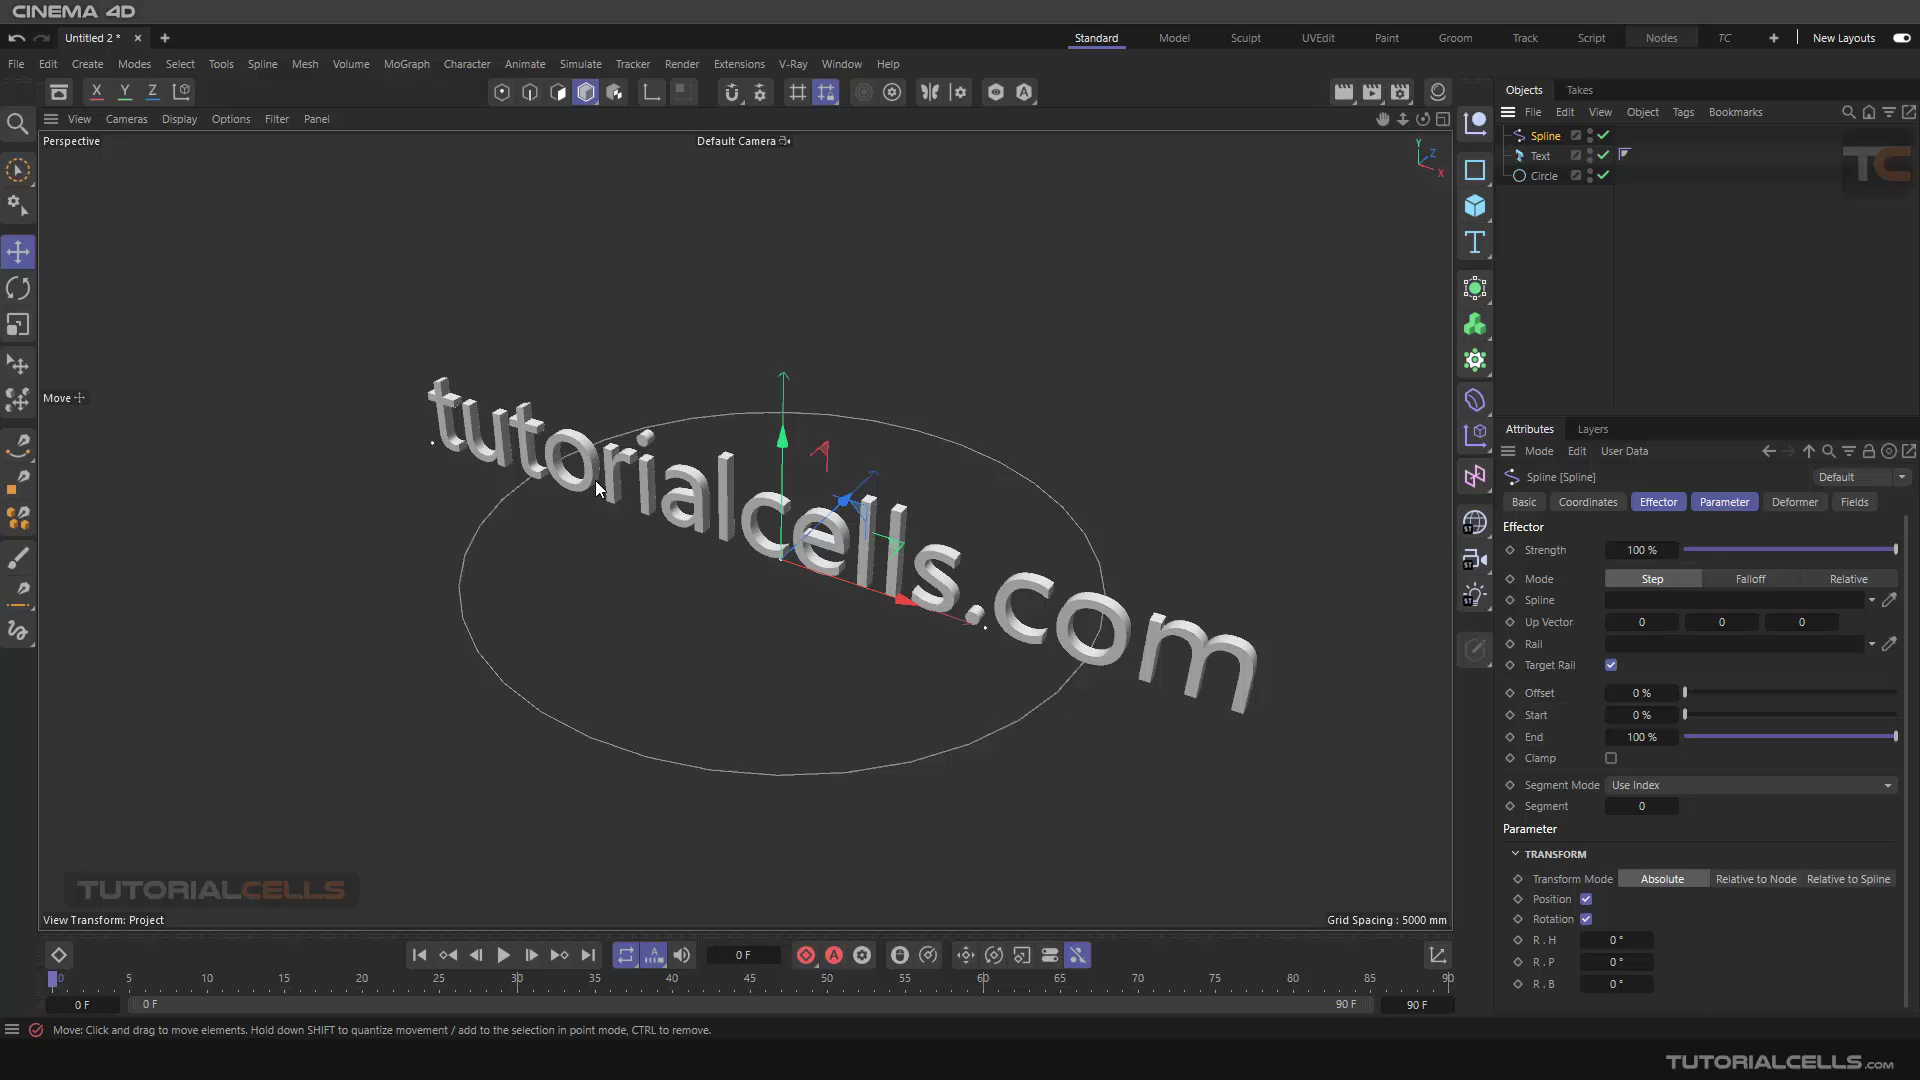 CINEMA 4D
Untitled 2 *
Standard Model Sculpt UVEdit Paint Groom Track Script Nodes TC New Layouts
File Edit Create Modes Select Tools Spline Mesh Volume MoGraph Character Animate Simulate Tracker Render Extensions V-Ray Window Help
X Y Z
Objects Takes
File Edit View Object Tags Bookmarks
View Cameras Display Options Filter Panel
Perspective
Default Camera
Y
Z
X
Spline
Text
Circle
TC
Move
tutorialcells.com
Attributes Layers
Mode Edit User Data
Spline [Spline]
Default
Basic Coordinates Effector Parameter Deformer Fields
Effector
Strength 100 %
Mode Step Falloff Relative
Spline
Up Vector 0 0 0
Rail
Target Rail
Offset 0 %
Start 0 %
End 100 %
Clamp
Segment Mode Use Index
Segment 0
Parameter
TRANSFORM
Transform Mode Absolute Relative to Node Relative to Spline
Position
Rotation
R . H 0 °
R . P 0 °
R . B 0 °
TUTORIALCELLS
View Transform: Project
Grid Spacing : 5000 mm
0 F
0 5 10 15 20 25 30 35 40 45 50 55 60 65 70 75 80 85 90
0 F 0 F 90 F 90 F
Move: Click and drag to move elements. Hold down SHIFT to quantize movement / add to the selection in point mode, CTRL to remove.
TUTORIALCELLS.COM